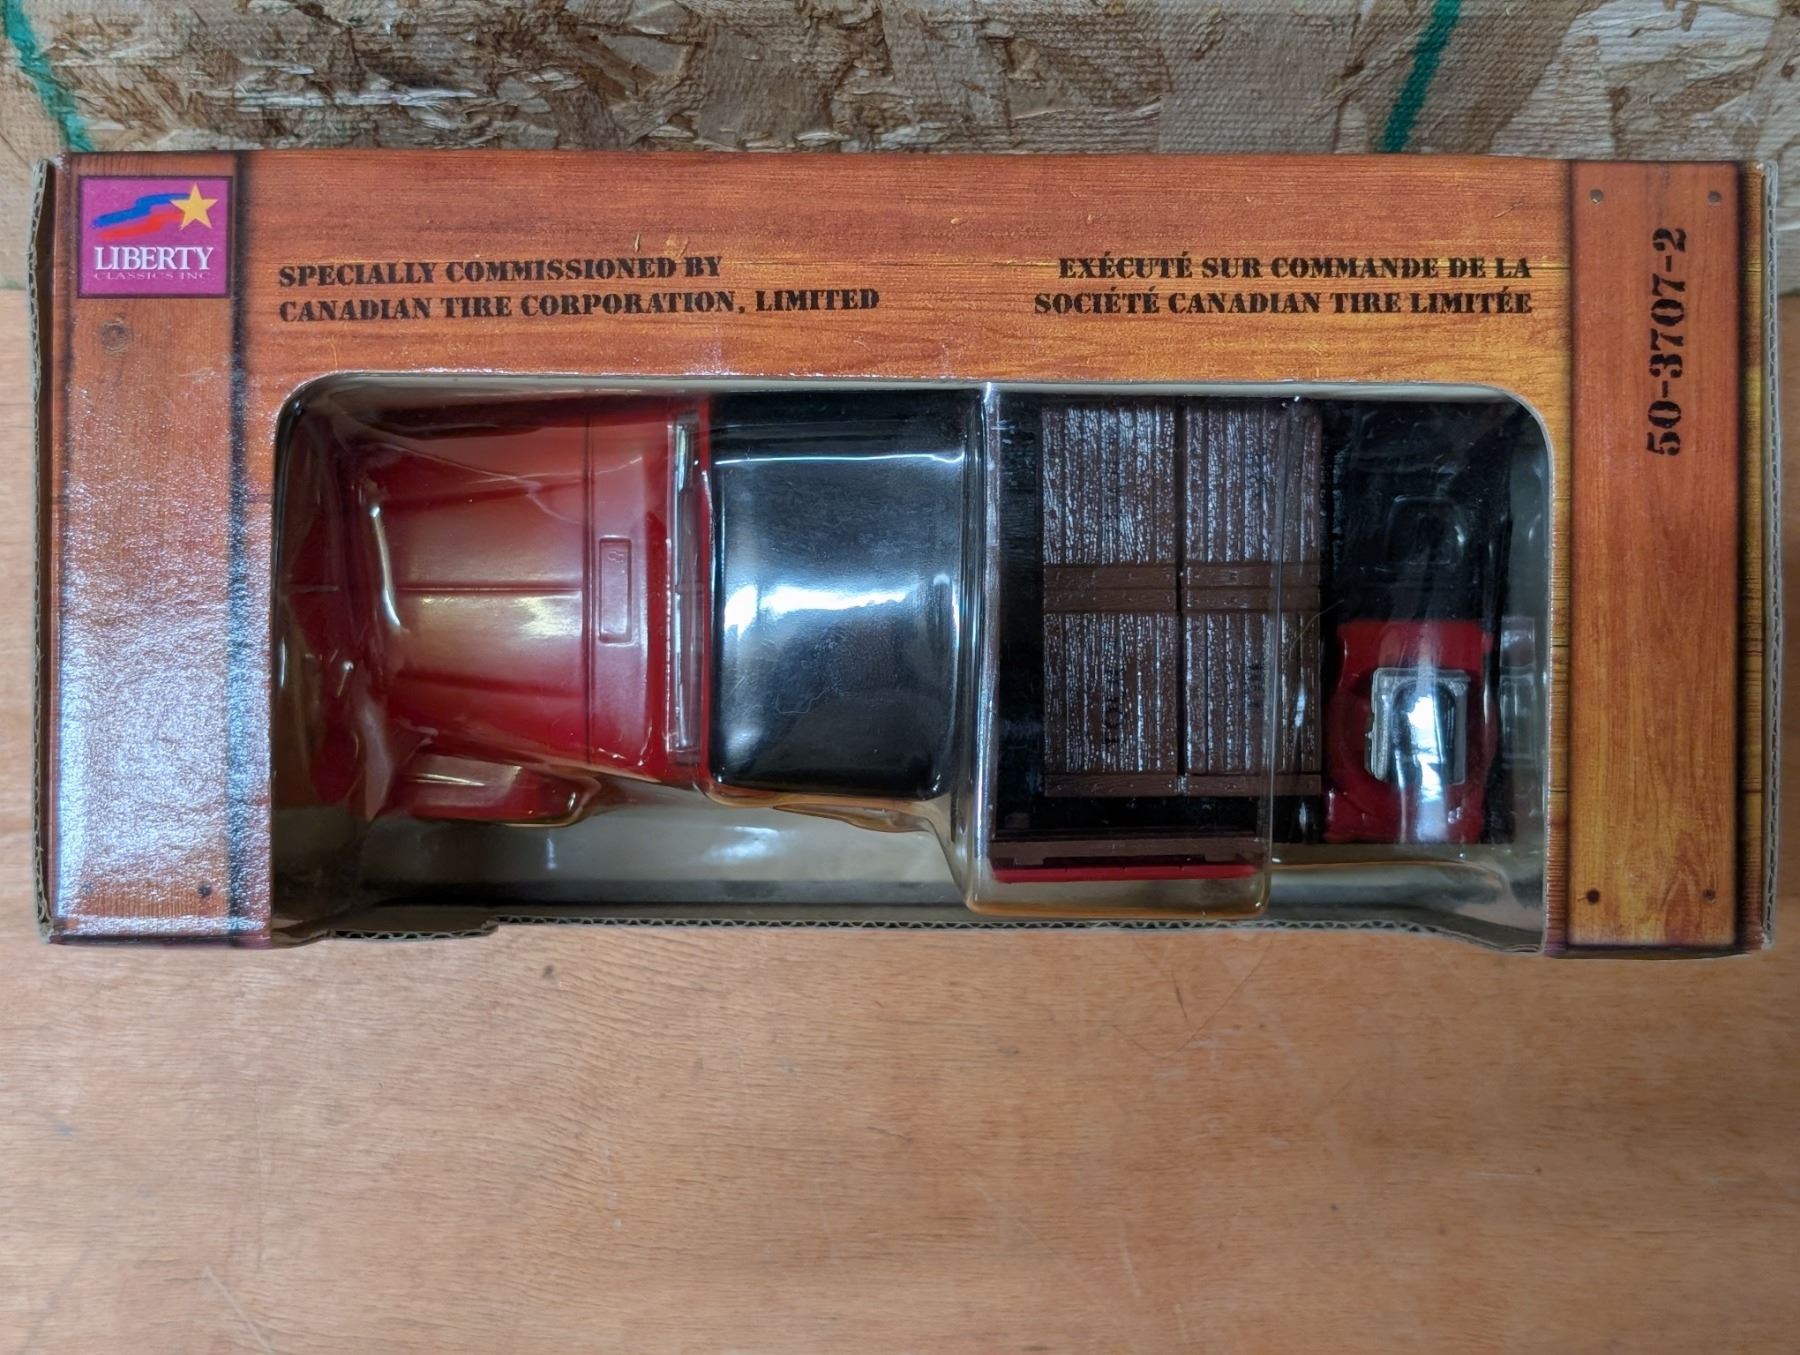 LIBERTY
CLASSICS INC
SPECIALLY COMMISSIONED BY
CANADIAN TIRE CORPORATION, LIMITED
EXÉCUTÉ SUR COMMANDE DE LA
SOCIÉTÉ CANADIAN TIRE LIMITÉE
50-3707-2